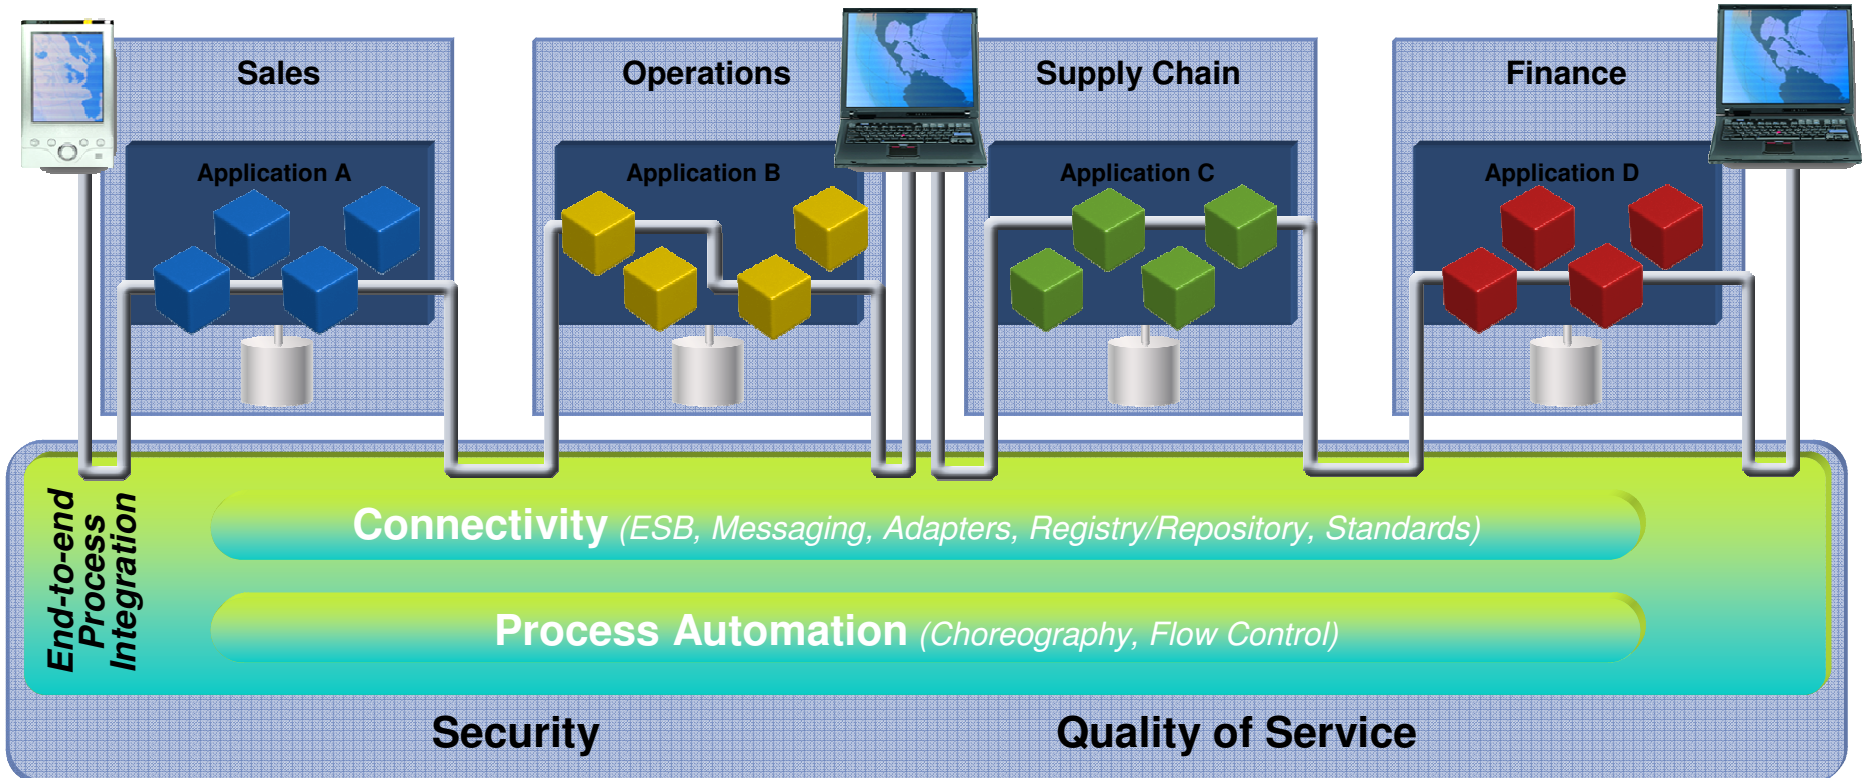 Sales
Operations
Supply Chain
Finance
Application A
Application B
Application C
Application D
End-to-end
Process
Integration
Connectivity (ESB, Messaging, Adapters, Registry/Repository, Standards)
Process Automation (Choreography, Flow Control)
Security
Quality of Service